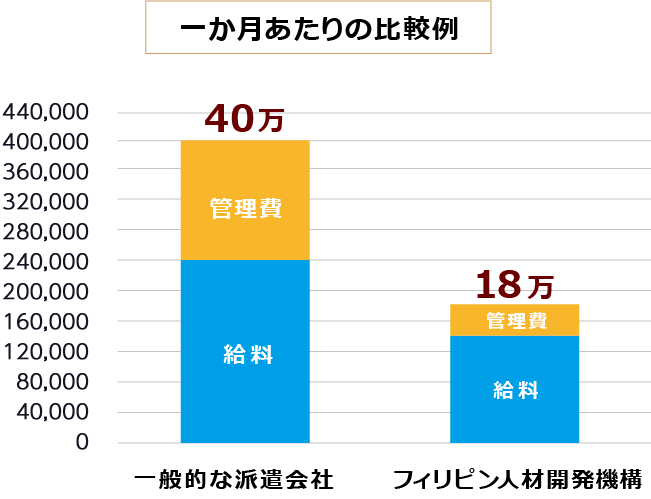 一か月あたりの比較例
440,000
400,000
360,000
320,000
280,000
240,000
200,000
160,000
120,000
80,000
40,000
0
40万
管理費
給料
18万
管理費
給料
一般的な派遣会社
フィリピン人材開発機構